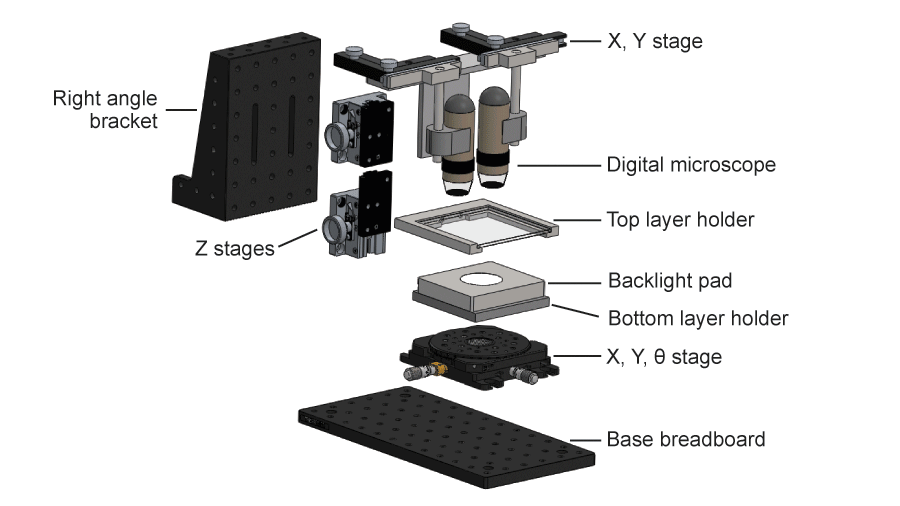 X, Y stage
Right angle
bracket
Digital microscope
Top layer holder
Z stages
Backlight pad
Bottom layer holder
X, Y, θ stage
Base breadboard